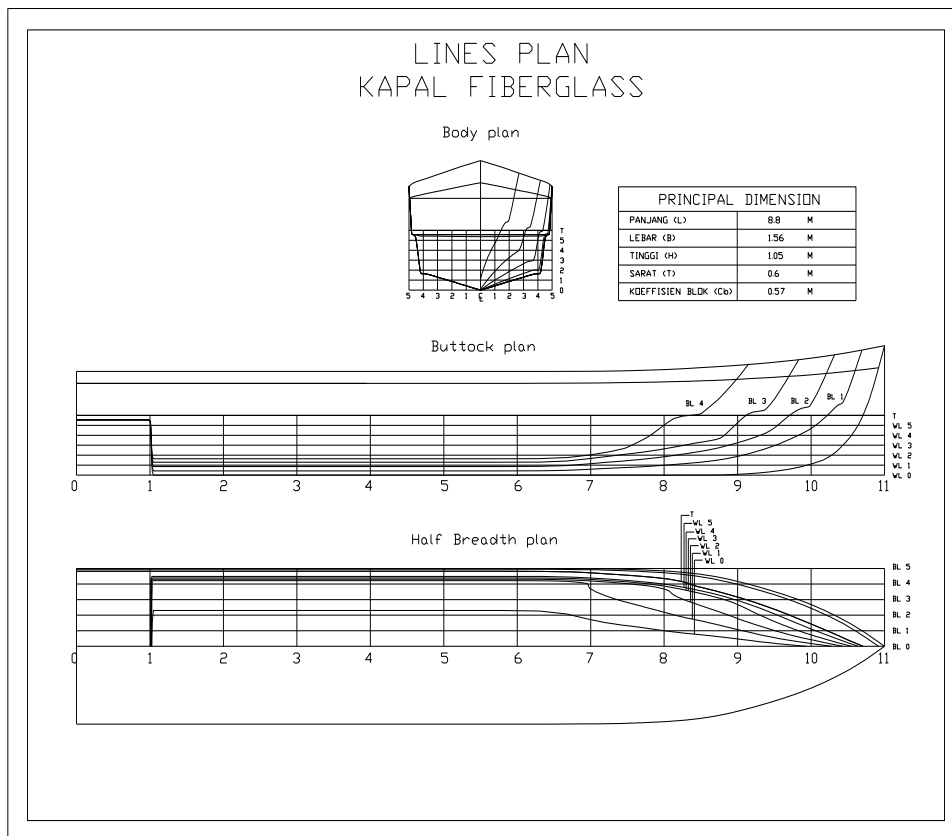 LINES PLAN
KAPAL FIBERGLASS
Body plan
T
5
4
3
2
1
0
5 4 3 2 1 ℄ 1 2 3 4 5
PRINCIPAL DIMENSION
PANJANG (L) 8.8 M
LEBAR (B) 1.56 M
TINGGI (H) 1.05 M
SARAT (T) 0.6 M
KOEFFISIEN BLOK (Cb) 0.57 M
Buttock plan
BL 4 BL 3 BL 2 BL 1
T
WL 5
WL 4
WL 3
WL 2
WL 1
WL 0
0 1 2 3 4 5 6 7 8 9 10 11
Half Breadth plan
T
WL 5
WL 4
WL 3
WL 2
WL 1
WL 0
BL 5
BL 4
BL 3
BL 2
BL 1
BL 0
0 1 2 3 4 5 6 7 8 9 10 11